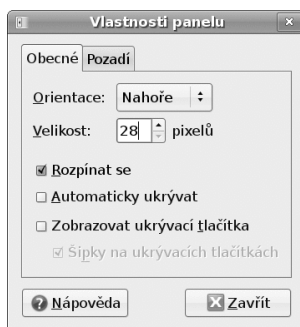 Vlastnosti panelu
Obecné Pozadí
Orientace: Nahoře
Velikost: 28 pixelů
Rozpínat se
Automaticky ukrývat
Zobrazovat ukrývací tlačítka
Šipky na ukrývacích tlačítkách
Nápověda Zavřít